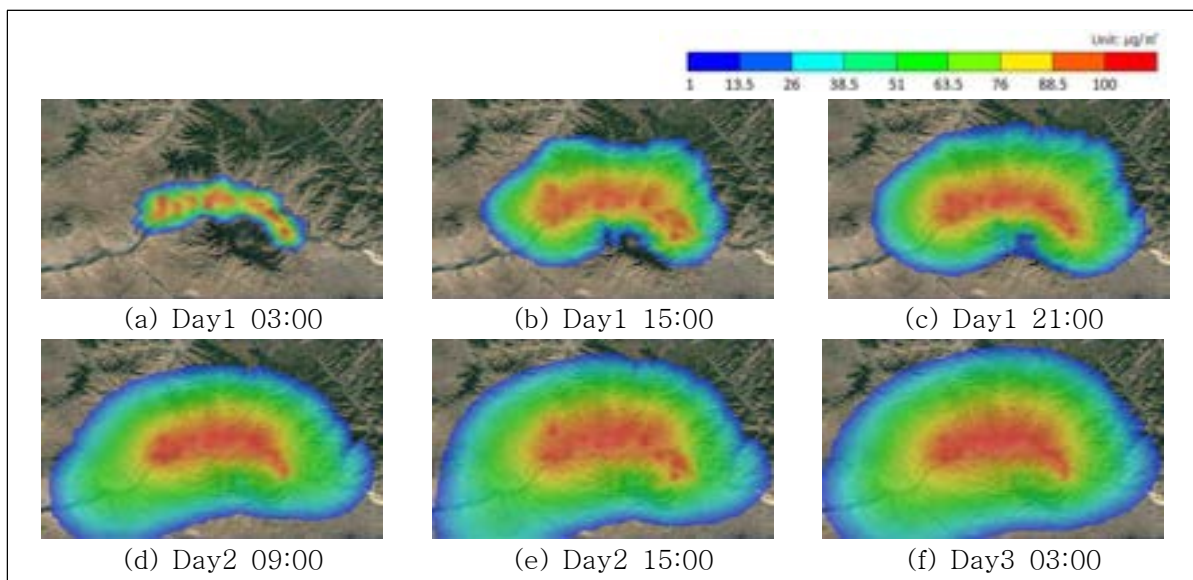 Unit: μg/㎥
1 13.5 26 38.5 51 63.5 76 88.5 100
(a) Day1 03:00 (b) Day1 15:00 (c) Day1 21:00
(d) Day2 09:00 (e) Day2 15:00 (f) Day3 03:00